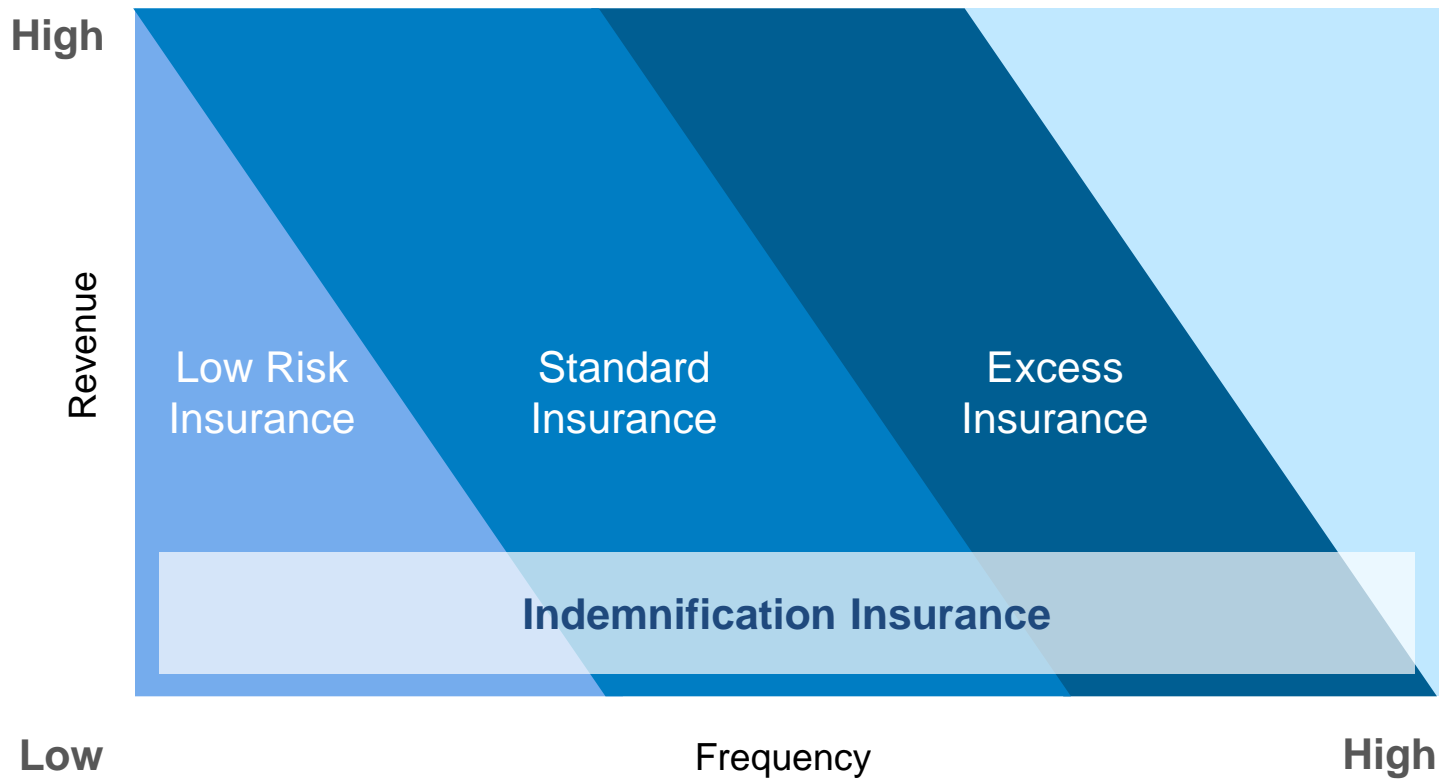 High
Revenue
Low Risk
Insurance
Standard
Insurance
Excess
Insurance
Indemnification Insurance
Low
Frequency
High